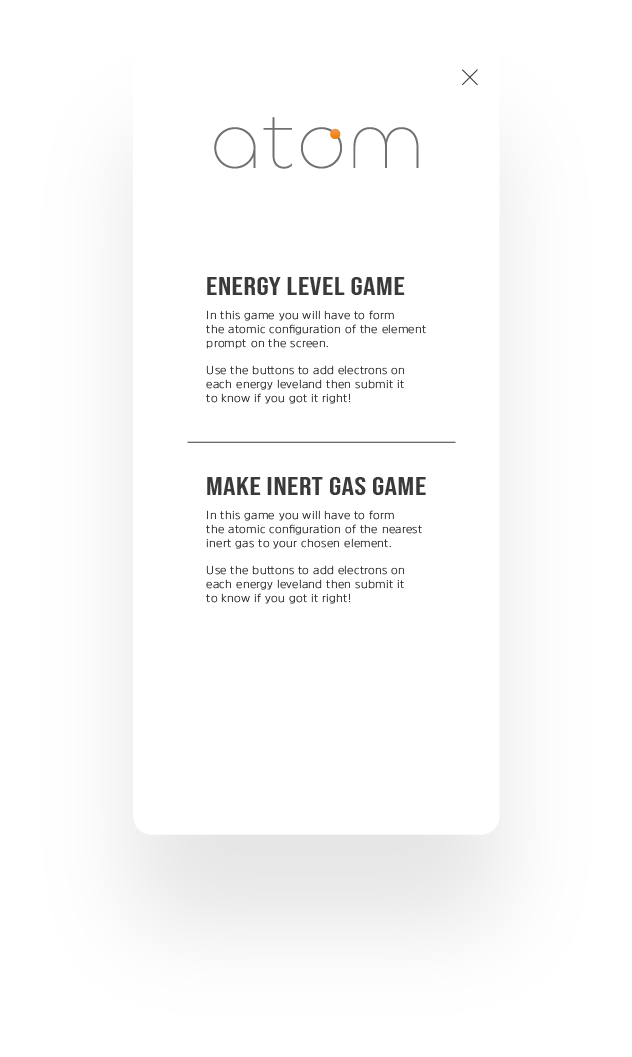 atom
ENERGY LEVEL GAME
In this game you will have to form
the atomic configuration of the element
prompt on the screen.
Use the buttons to add electrons on
each energy leveland then submit it
to know if you got it right!
MAKE INERT GAS GAME
In this game you will have to form
the atomic configuration of the nearest
inert gas to your chosen element.
Use the buttons to add electrons on
each energy leveland then submit it
to know if you got it right!